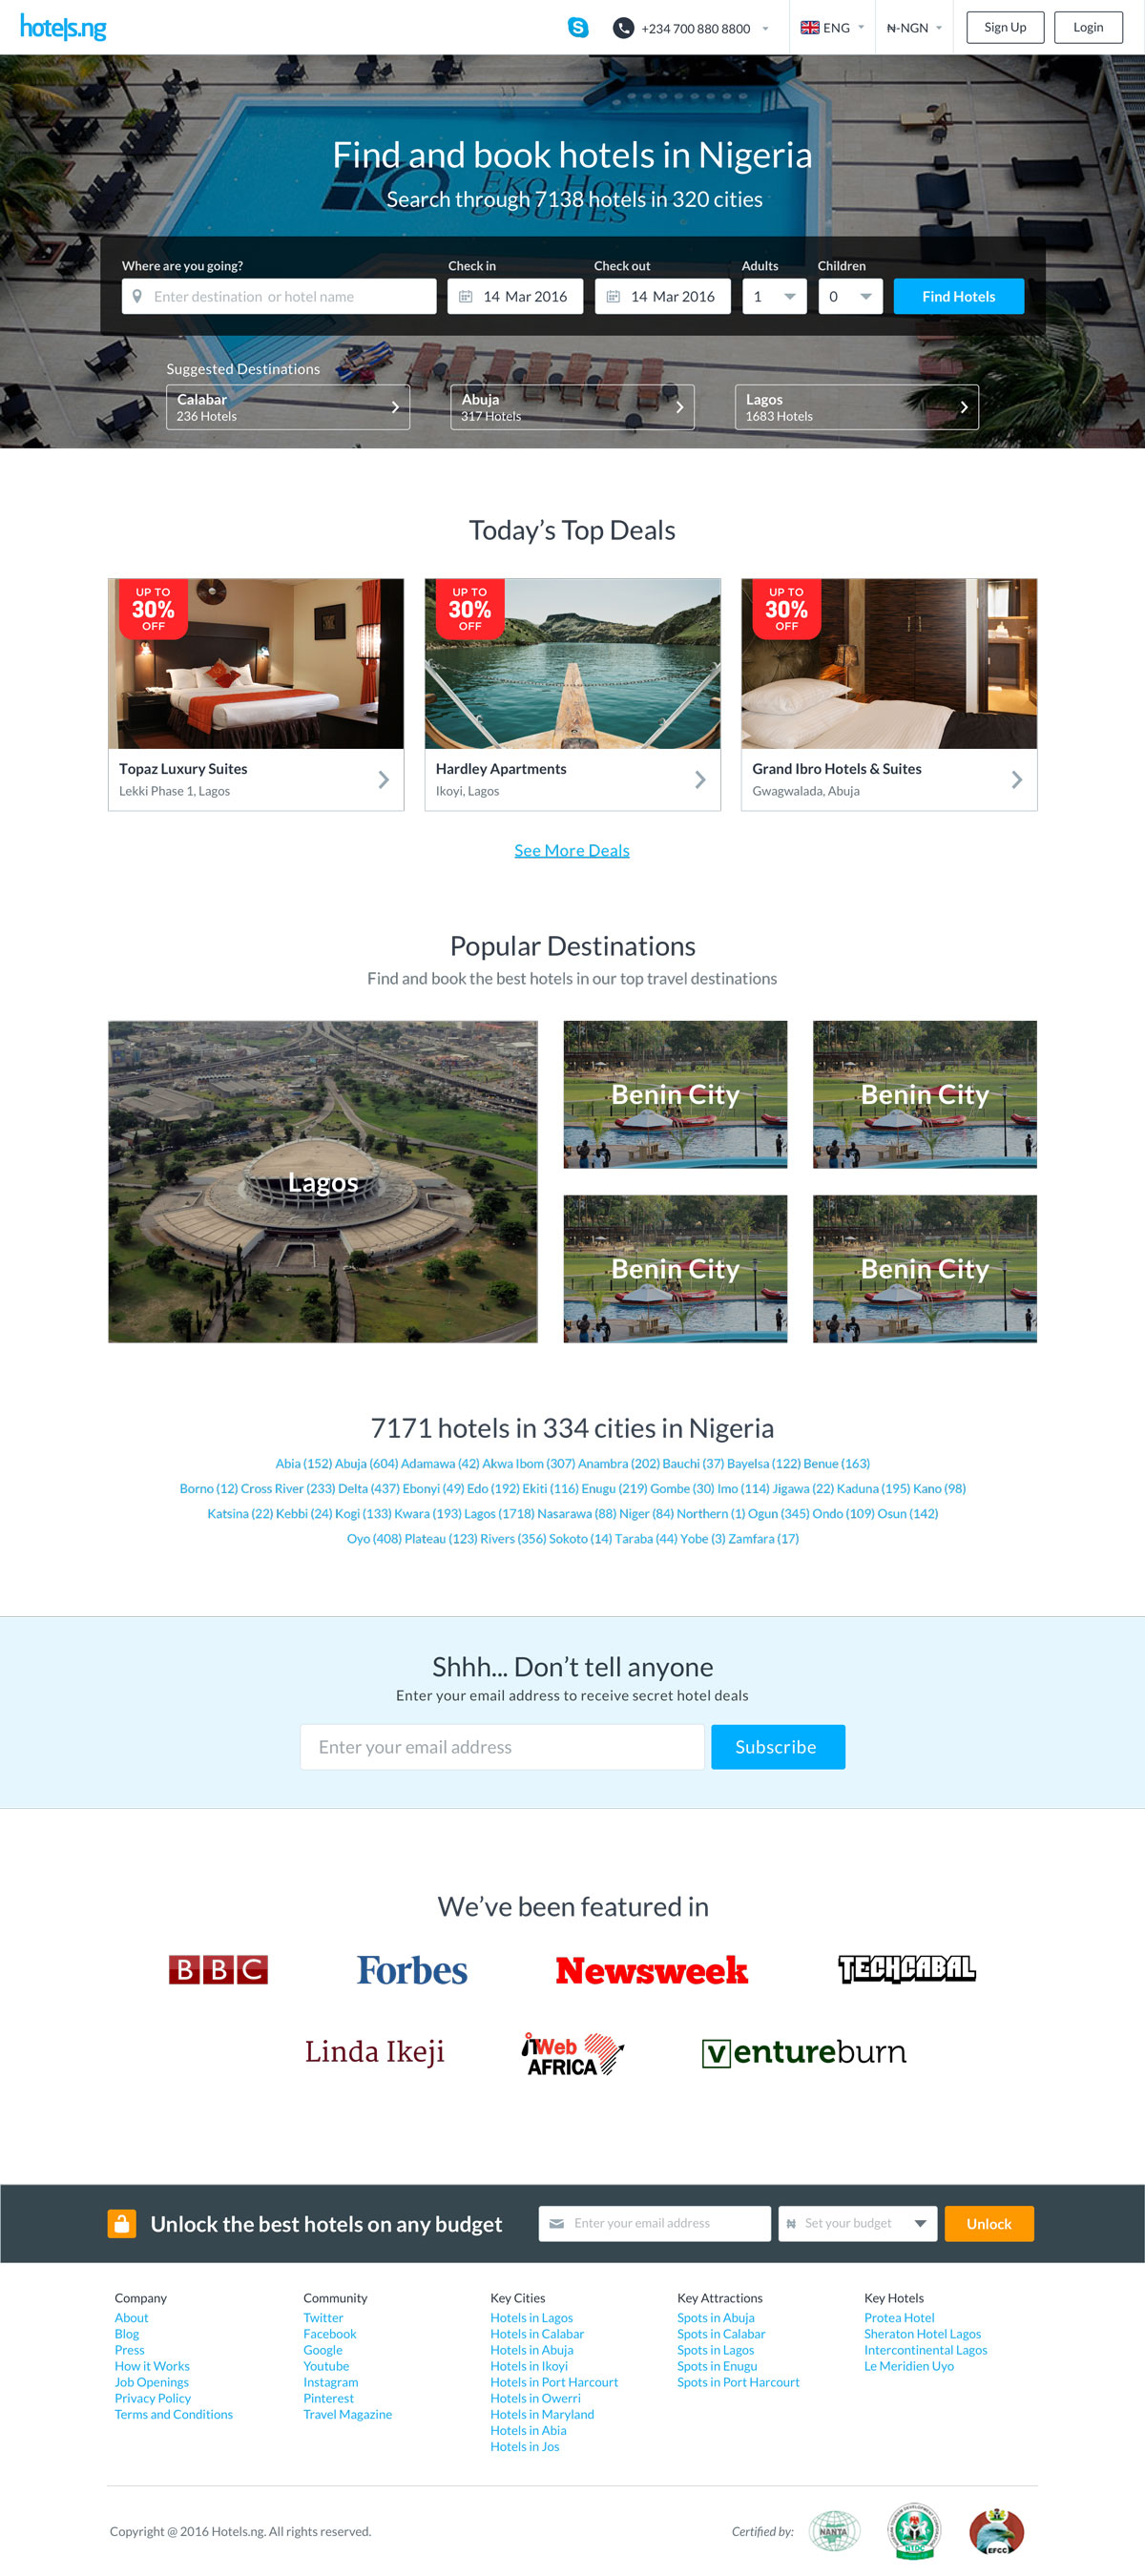 hotels.ng
+234 700 880 8800
ENG
₦-NGN
Sign Up
Login
Find and book hotels in Nigeria
EKO HOTEL
& SUITES
Search through 7138 hotels in 320 cities
Where are you going?
Check in
Check out
Adults
Children
Enter destination or hotel name
14 Mar 2016
14 Mar 2016
1
0
Find Hotels
Suggested Destinations
Calabar
236 Hotels
Abuja
317 Hotels
Lagos
1683 Hotels
Today's Top Deals
UP TO
30%
OFF
UP TO
30%
OFF
UP TO
30%
OFF
Topaz Luxury Suites
Lekki Phase 1, Lagos
Hardley Apartments
Ikoyi, Lagos
Grand Ibro Hotels & Suites
Gwagwalada, Abuja
See More Deals
Popular Destinations
Find and book the best hotels in our top travel destinations
Lagos
Benin City
Benin City
Benin City
Benin City
7171 hotels in 334 cities in Nigeria
Abia (152) Abuja (604) Adamawa (42) Akwa Ibom (307) Anambra (202) Bauchi (37) Bayelsa (122) Benue (163)
Borno (12) Cross River (233) Delta (437) Ebonyi (49) Edo (192) Ekiti (116) Enugu (219) Gombe (30) Imo (114) Jigawa (22) Kaduna (195) Kano (98)
Katsina (22) Kebbi (24) Kogi (133) Kwara (193) Lagos (1718) Nasarawa (88) Niger (84) Northern (1) Ogun (345) Ondo (109) Osun (142)
Oyo (408) Plateau (123) Rivers (356) Sokoto (14) Taraba (44) Yobe (3) Zamfara (17)
Shhh... Don't tell anyone
Enter your email address to receive secret hotel deals
Enter your email address
Subscribe
We've been featured in
BBC
Forbes
Newsweek
TECHCABAL
Linda Ikeji
iTWeb
AFRICA
ventureburn
Unlock the best hotels on any budget
Enter your email address
₦ Set your budget
Unlock
Company
About
Blog
Press
How it Works
Job Openings
Privacy Policy
Terms and Conditions
Community
Twitter
Facebook
Google
Youtube
Instagram
Pinterest
Travel Magazine
Key Cities
Hotels in Lagos
Hotels in Calabar
Hotels in Abuja
Hotels in Ikoyi
Hotels in Port Harcourt
Hotels in Owerri
Hotels in Maryland
Hotels in Abia
Hotels in Jos
Key Attractions
Spots in Abuja
Spots in Calabar
Spots in Lagos
Spots in Enugu
Spots in Port Harcourt
Key Hotels
Protea Hotel
Sheraton Hotel Lagos
Intercontinental Lagos
Le Meridien Uyo
Copyright @ 2016 Hotels.ng. All rights reserved.
Certified by:
NANTA
NTDC
EFCC